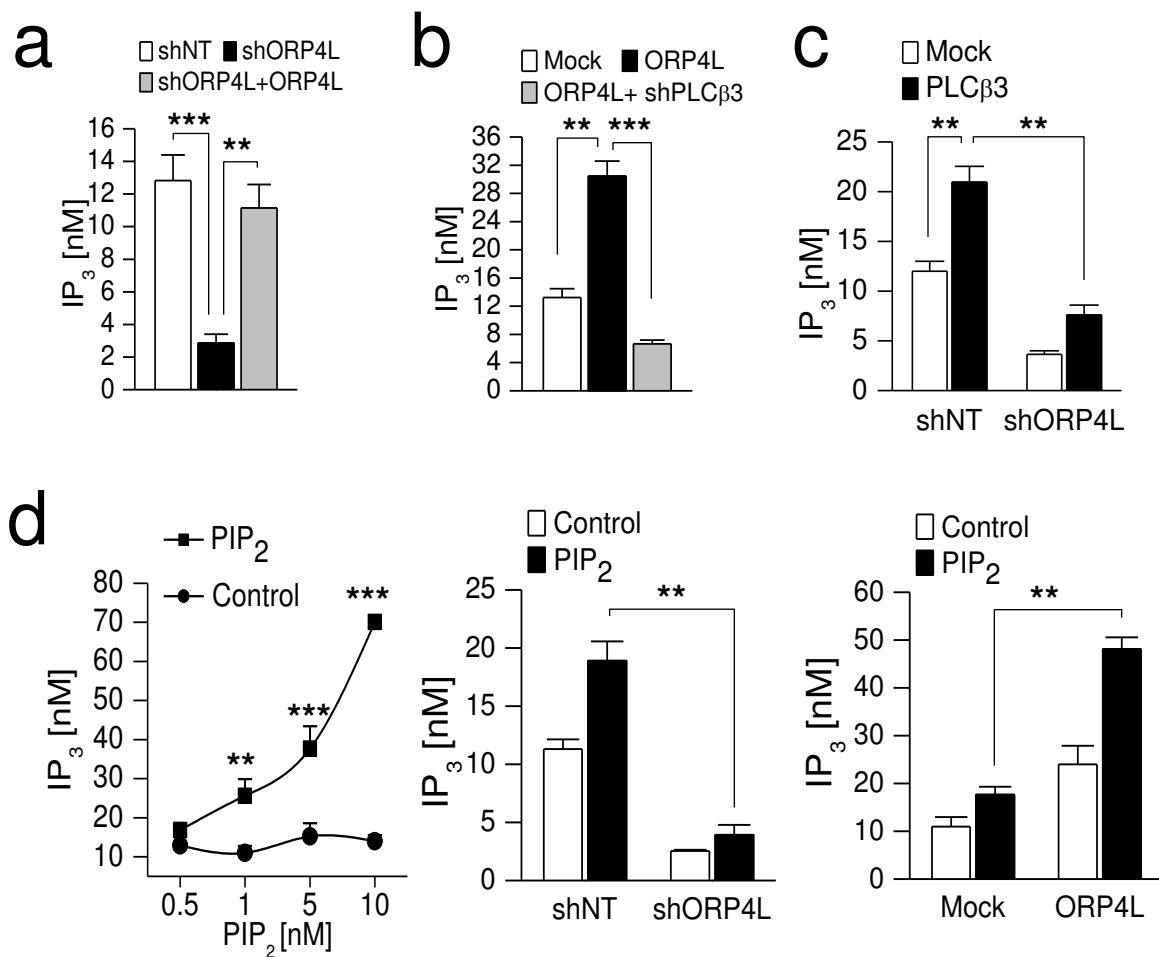 a
shNT shORP4L
shORP4L+ORP4L
*** **
16
14
12
10
8
6
4
2
0
IP3 [nM]
b
Mock ORP4L
ORP4L+ shPLCβ3
** ***
36
32
28
24
20
16
12
8
4
0
IP3 [nM]
c
Mock
PLCβ3
** **
25
20
15
10
5
0
IP3 [nM]
shNT shORP4L
d
PIP2
Control
80
70
60
50
40
30
20
10
IP3 [nM]
** *** ***
0.5 1 5 10
PIP2 [nM]
Control
PIP2
**
25
20
15
10
5
0
IP3 [nM]
shNT shORP4L
Control
PIP2
**
60
50
40
30
20
10
0
IP3 [nM]
Mock ORP4L